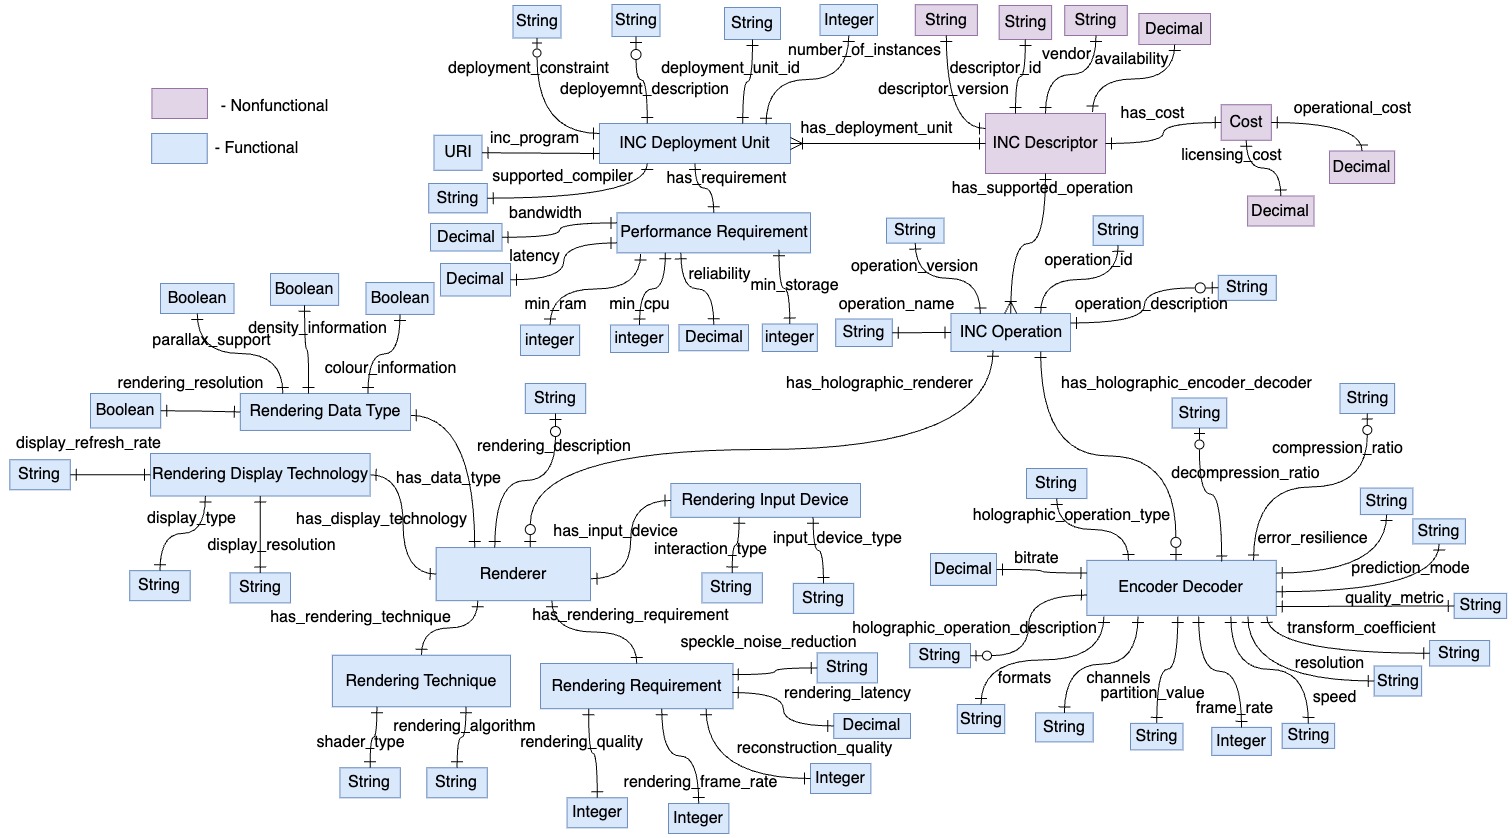 String
String
String
Integer
String
String
String
Decimal
deployment_constraint
deployemnt_description
deployment_unit_id
number_of_instances
descriptor_version
descriptor_id
vendor
availability
- Nonfunctional
- Functional
URI
inc_program
INC Deployment Unit
has_deployment_unit
INC Descriptor
has_cost
Cost
operational_cost
licensing_cost
Decimal
Decimal
supported_compiler
String
has_requirement
has_supported_operation
bandwidth
Decimal
Performance Requirement
latency
Decimal
reliability
min_storage
min_ram
min_cpu
integer
integer
Decimal
integer
String
String
operation_version
operation_id
String
operation_description
operation_name
String
INC Operation
Boolean
Boolean
Boolean
parallax_support
density_information
colour_information
rendering_resolution
Boolean
Rendering Data Type
has_holographic_renderer
has_holographic_encoder_decoder
String
rendering_description
String
String
compression_ratio
decompression_ratio
display_refresh_rate
String
Rendering Display Technology
has_data_type
display_type
display_resolution
has_display_technology
String
String
Rendering Input Device
has_input_device
interaction_type
input_device_type
String
String
Renderer
String
holographic_operation_type
String
error_resilience
String
prediction_mode
bitrate
Decimal
Encoder Decoder
quality_metric
String
holographic_operation_description
String
transform_coefficient
String
resolution
String
formats
channels
partition_value
frame_rate
speed
String
String
String
Integer
String
has_rendering_technique
has_rendering_requirement
Rendering Technique
shader_type
rendering_algorithm
String
String
Rendering Requirement
speckle_noise_reduction
String
rendering_latency
Decimal
rendering_quality
rendering_frame_rate
reconstruction_quality
Integer
Integer
Integer